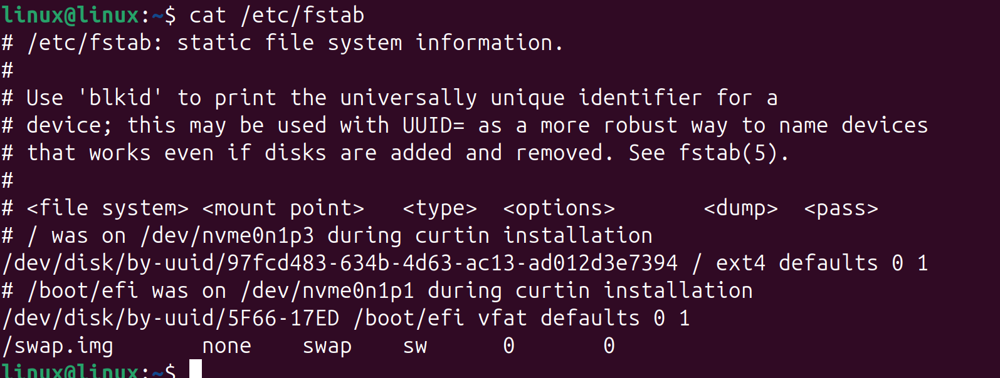 linux@linux:~$ cat /etc/fstab
# /etc/fstab: static file system information.
#
# Use 'blkid' to print the universally unique identifier for a
# device; this may be used with UUID= as a more robust way to name devices
# that works even if disks are added and removed. See fstab(5).
#
# <file system> <mount point>   <type>  <options>       <dump>  <pass>
# / was on /dev/nvme0n1p3 during curtin installation
/dev/disk/by-uuid/97fcd483-634b-4d63-ac13-ad012d3e7394 / ext4 defaults 0 1
# /boot/efi was on /dev/nvme0n1p1 during curtin installation
/dev/disk/by-uuid/5F66-17ED /boot/efi vfat defaults 0 1
/swap.img       none    swap    sw      0       0
linux@linux:~$